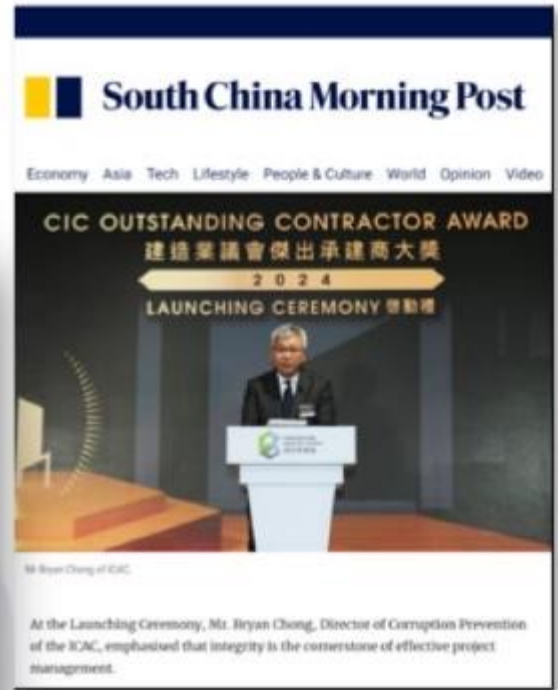 South China Morning Post
Economy Asia Tech Lifestyle People & Culture World Opinion Video
CIC OUTSTANDING CONTRACTOR AWARD
建造業議會傑出承建商大獎
2024
LAUNCHING CEREMONY 啓動禮
Mr Bryan Chong of ICAC.
At the Launching Ceremony, Mr. Bryan Chong, Director of Corruption Prevention
of the ICAC, emphasised that integrity is the cornerstone of effective project
management.